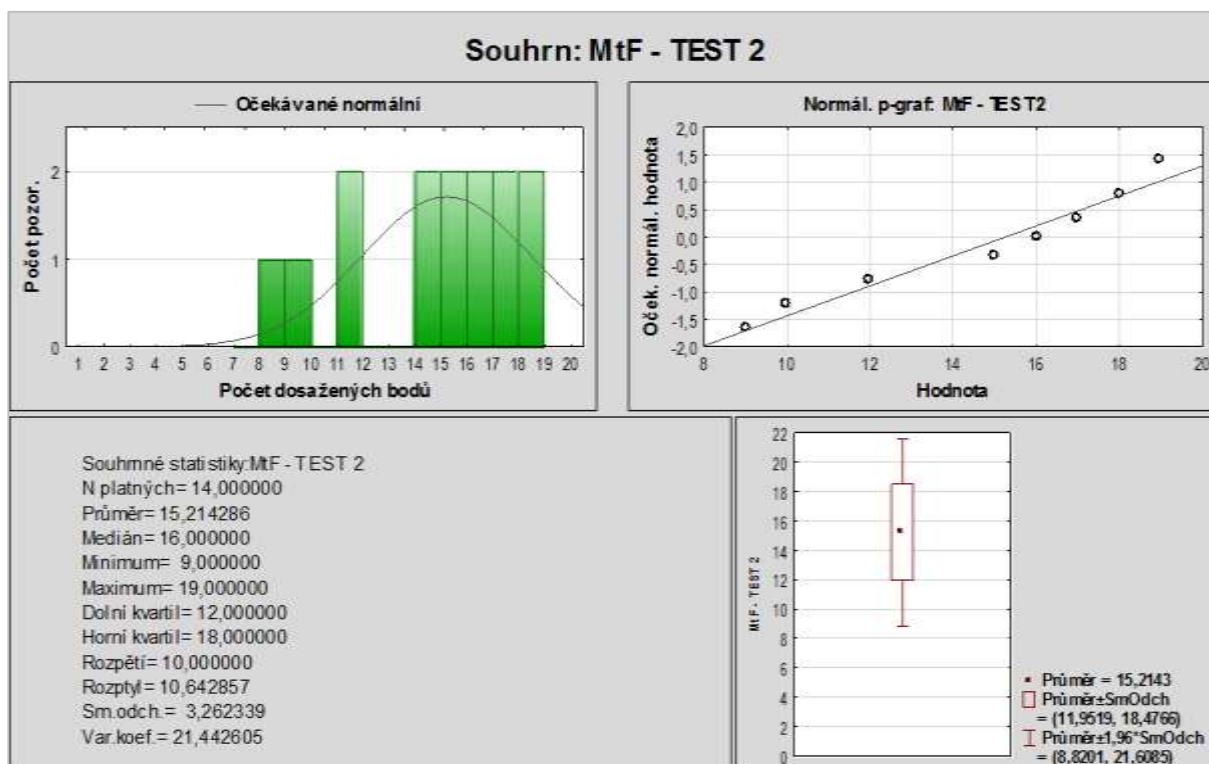 Souhrn: MtF - TEST 2
Očekávané normální
Počet pozor.
2
1
0
1 2 3 4 5 6 7 8 9 10 11 12 13 14 15 16 17 18 19 20
Počet dosažených bodů
Normál. p-graf: MtF - TEST2
Oček. normál. hodnota
2,0
1,5
1,0
0,5
0,0
-0,5
-1,0
-1,5
-2,0
8 10 12 14 16 18 20
Hodnota
Souhrnné statistiky:MtF - TEST 2
N platných= 14,000000
Průměr= 15,214286
Medián= 16,000000
Minimum= 9,000000
Maximum= 19,000000
Dolní kvartil= 12,000000
Horní kvartil= 18,000000
Rozpětí= 10,000000
Rozptyl= 10,642857
Sm.odch.= 3,262339
Var.koef.= 21,442605
MtF - TEST 2
22
20
18
16
14
12
10
8
6
4
2
0
Průměr = 15,2143
Průměr±SmOdch
= (11,9519, 18,4766)
Průměr±1,96*SmOdch
= (8,8201, 21,6085)